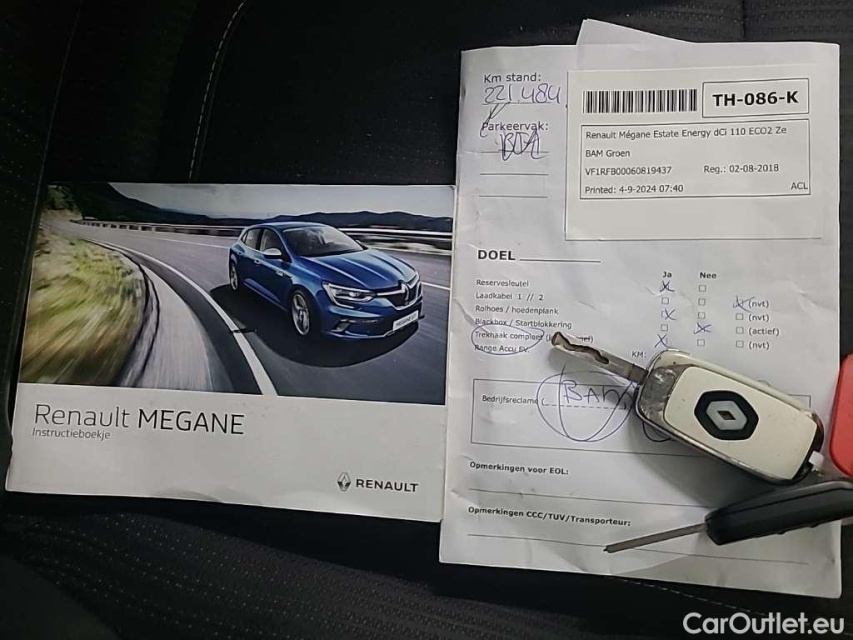 Renault MEGANE
Instructieboekje
RENAULT
Km stand:
221.484
Parkeervak:
TH-086-K
Renault Mégane Estate Energy dCi 110 ECO2 Ze
BAM Groen
VF1RFB00060819437 Reg.: 02-08-2018
Printed: 4-9-2024 07:40 ACL
DOEL
Ja Nee
Reservesleutel
Laadkabel 1 // 2 (nvt)
Rolhoes / hoedenplank
Blackbox / Startblokkering (actief)
Trekhaak compleet (nvt)
Range Accu EV. KM:
Bedrijfsreclame BAM
Opmerkingen voor EOL:
Opmerkingen CCC/TUV/Transporteur:
CarOutlet.eu